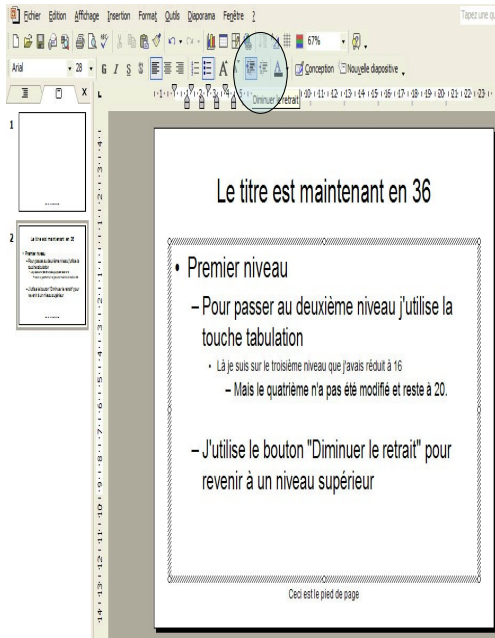 Fichier Edition Affichage Insertion Format Outils Diaporama Fenêtre ?
Tapez une qu
67%
Arial 28 G I S S
Conception Nouvelle diapositive
Diminuer le retrait
1
2
Le titre est maintenant en 36
• Premier niveau
– Pour passer au deuxième niveau j'utilise la
touche tabulation
• Là je suis sur le troisième niveau que j'avais réduit à 16
– Mais le quatrième n'a pas été modifié et reste à 20.
– J'utilise le bouton "Diminuer le retrait" pour
revenir à un niveau supérieur
Ceci est le pied de page